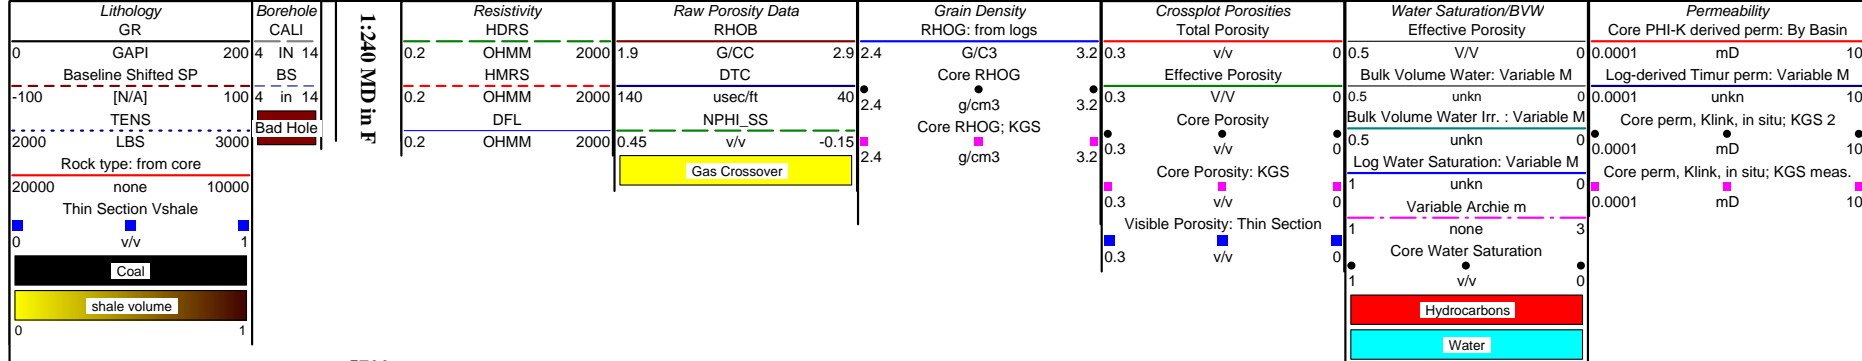 Lithology
GR
0 GAPI 200
Baseline Shifted SP
-100 [N/A] 100
TENS
2000 LBS 3000
Rock type: from core
20000 none 10000
Thin Section Vshale
0 v/v 1
Coal
shale volume
0 1
Borehole
CALI
4 IN 14
BS
4 in 14
Bad Hole
1:240 MD in F
Resistivity
HDRS
0.2 OHMM 2000
HMRS
0.2 OHMM 2000
DFL
0.2 OHMM 2000
Raw Porosity Data
RHOB
1.9 G/CC 2.9
DTC
140 usec/ft 40
NPHI_SS
0.45 v/v -0.15
Gas Crossover
Grain Density
RHOG: from logs
2.4 G/C3 3.2
Core RHOG
2.4 g/cm3 3.2
Core RHOG; KGS
2.4 g/cm3 3.2
Crossplot Porosities
Total Porosity
0.3 v/v 0
Effective Porosity
0.3 V/V 0
Core Porosity
0.3 v/v 0
Core Porosity: KGS
0.3 v/v 0
Visible Porosity: Thin Section
0.3 v/v 0
Water Saturation/BVW
Effective Porosity
0.5 V/V 0
Bulk Volume Water: Variable M
0.5 unkn 0
Bulk Volume Water Irr. : Variable M
0.5 unkn 0
Log Water Saturation: Variable M
1 unkn 0
Variable Archie m
1 none 3
Core Water Saturation
1 v/v 0
Hydrocarbons
Water
Permeability
Core PHI-K derived perm: By Basin
0.0001 mD 10
Log-derived Timur perm: Variable M
0.0001 unkn 10
Core perm, Klink, in situ; KGS 2
0.0001 mD 10
Core perm, Klink, in situ; KGS meas.
0.0001 mD 10